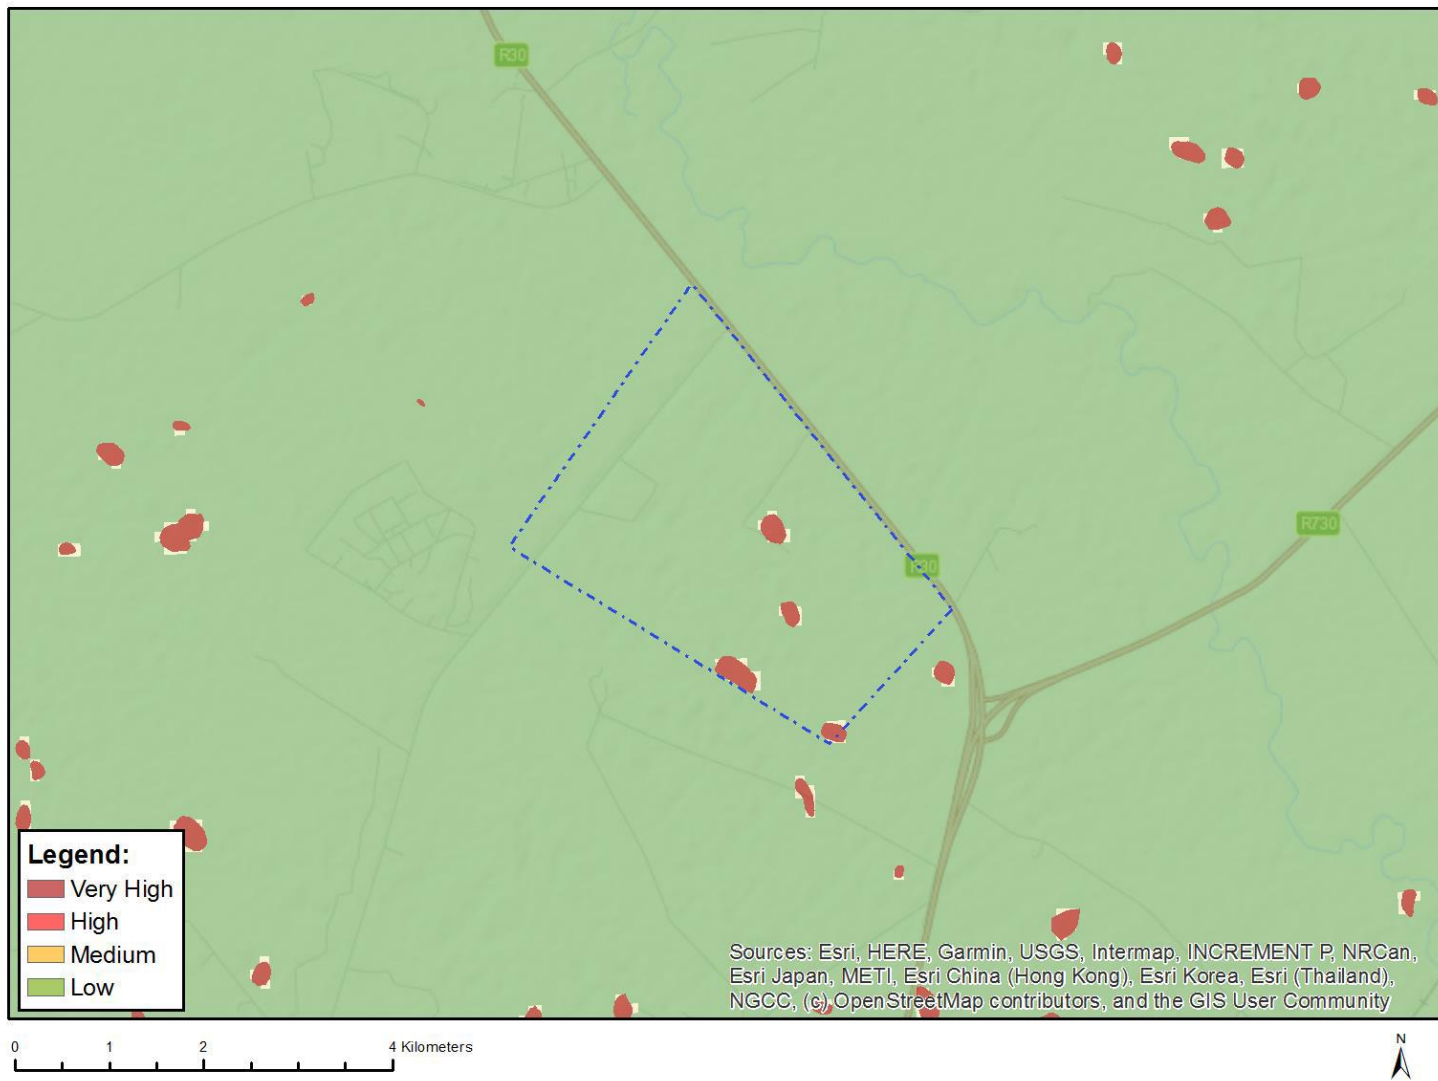 R30
R730
R30
Legend:
Very High
High
Medium
Low
Sources: Esri, HERE, Garmin, USGS, Intermap, INCREMENT P, NRCan,
Esri Japan, METI, Esri China (Hong Kong), Esri Korea, Esri (Thailand),
NGCC, (c) OpenStreetMap contributors, and the GIS User Community
0 1 2 4 Kilometers
N